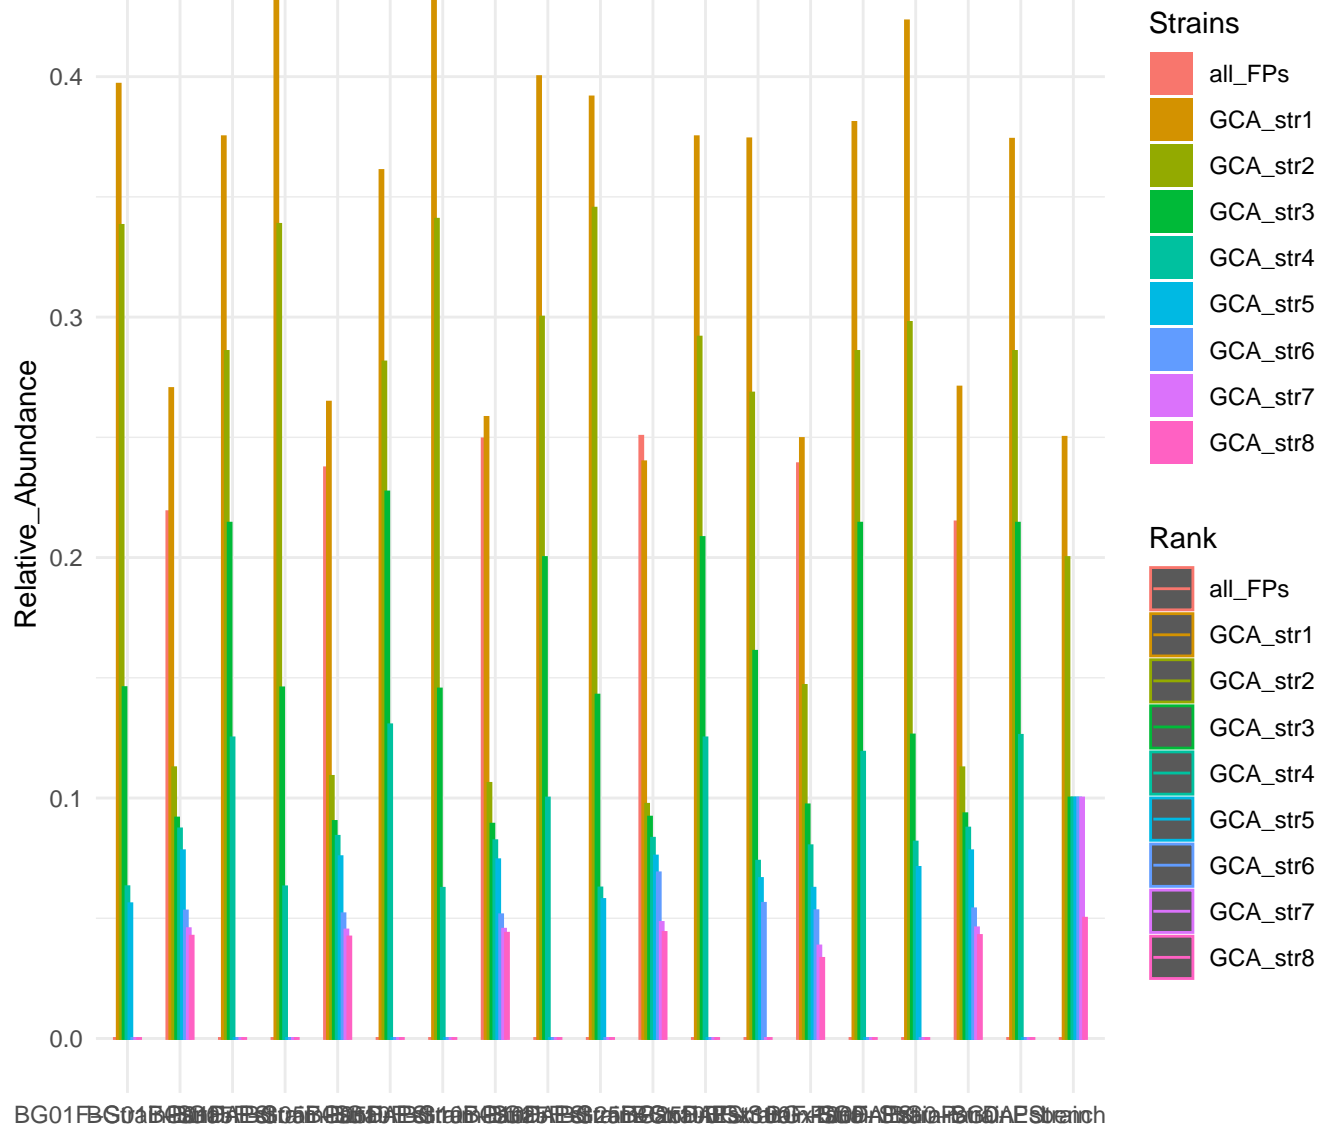 Strains
all_FPs
GCA_str1
GCA_str2
GCA_str3
GCA_str4
GCA_str5
GCA_str6
GCA_str7
GCA_str8
Rank
all_FPs
GCA_str1
GCA_str2
GCA_str3
GCA_str4
GCA_str5
GCA_str6
GCA_str7
GCA_str8
Relative_Abundance
0.4
0.3
0.2
0.1
0.0